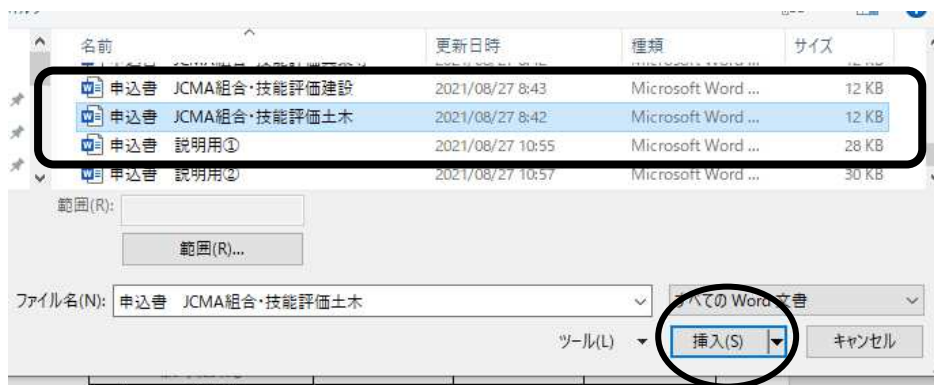 名前 更新日時 種類 サイズ
申込書 JCMA組合・技能評価建設 2021/08/27 8:43 Microsoft Word ... 12 KB
申込書 JCMA組合・技能評価土木 2021/08/27 8:42 Microsoft Word ... 12 KB
申込書 説明用① 2021/08/27 10:55 Microsoft Word ... 28 KB
申込書 説明用② 2021/08/27 10:57 Microsoft Word ... 30 KB
範囲(R):
範囲(R)...
ファイル名(N): 申込書 JCMA組合・技能評価土木 すべての Word 文書
ツール(L) 挿入(S) キャンセル